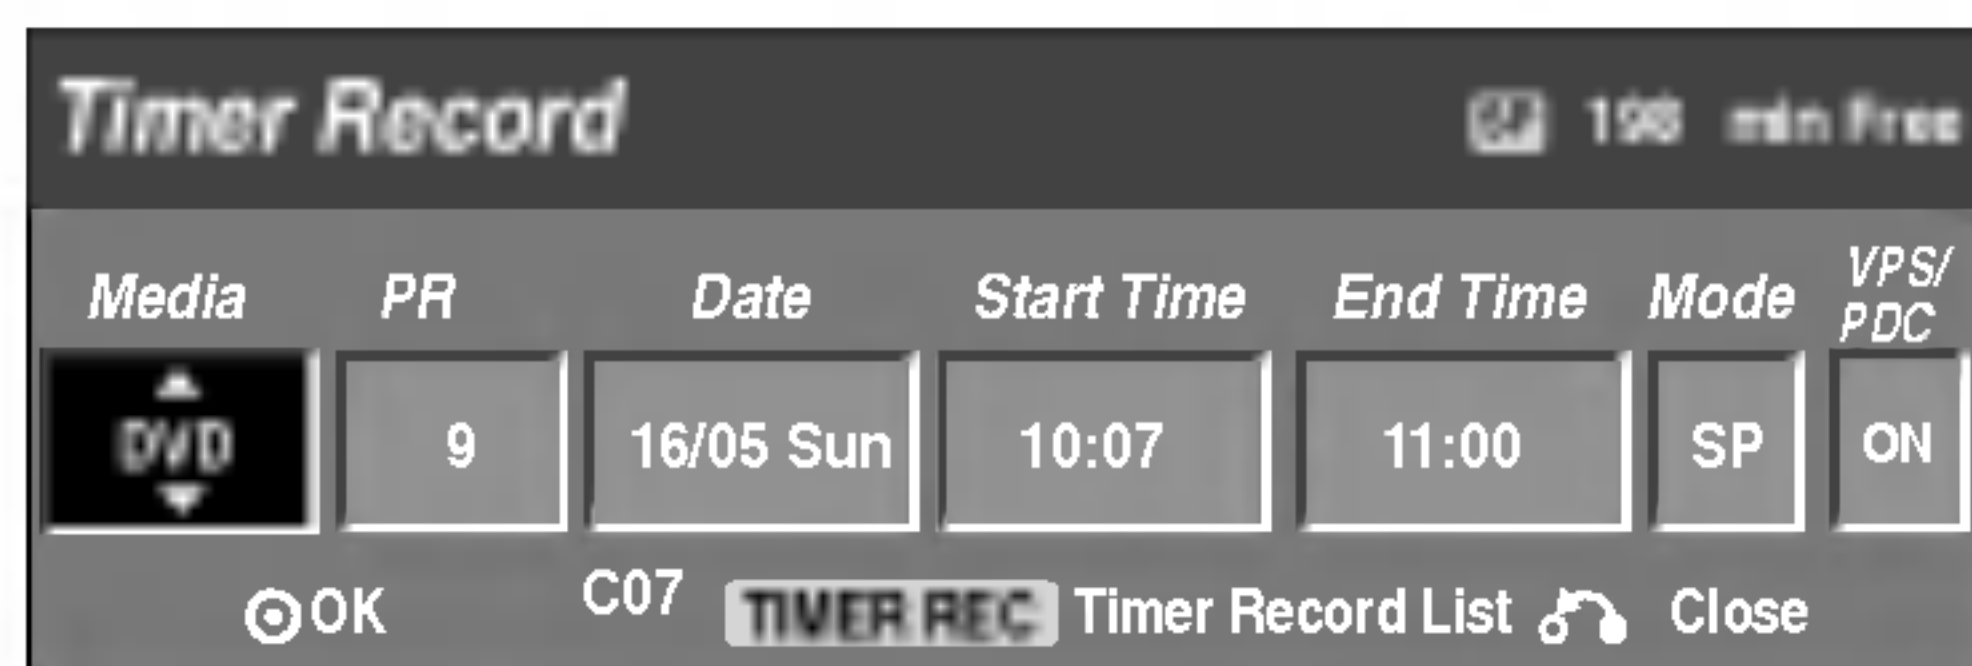 Timer Record 198 min Free
Media PR Date Start Time End Time Mode VPS/
PDC
DVD 9 16/05 Sun 10:07 11:00 SP ON
OK C07 TIMER REC Timer Record List Close